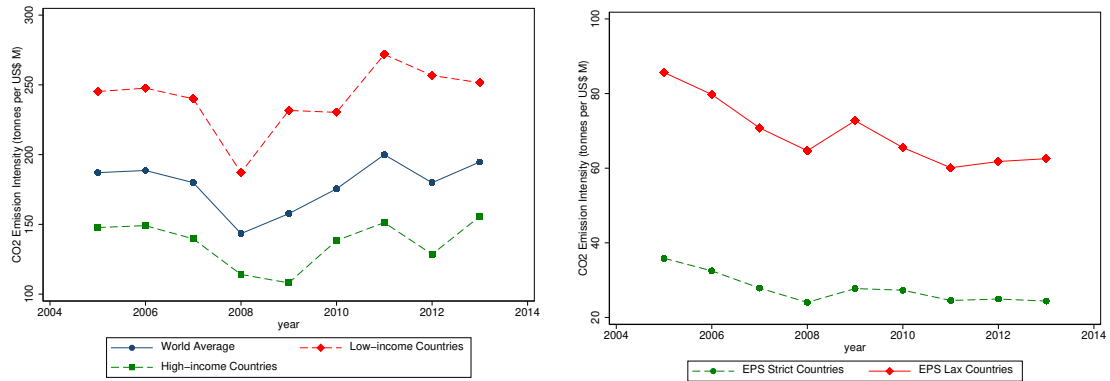 CO2 Emission Intensity (tonnes per US$ M)
300
250
200
150
100
2004
2006
2008
2010
2012
2014
year
World Average
Low−income Countries
High−income Countries
CO2 Emission Intensity (tonnes per US$ M)
100
80
60
40
20
2004
2006
2008
2010
2012
2014
year
EPS Strict Countries
EPS Lax Countries